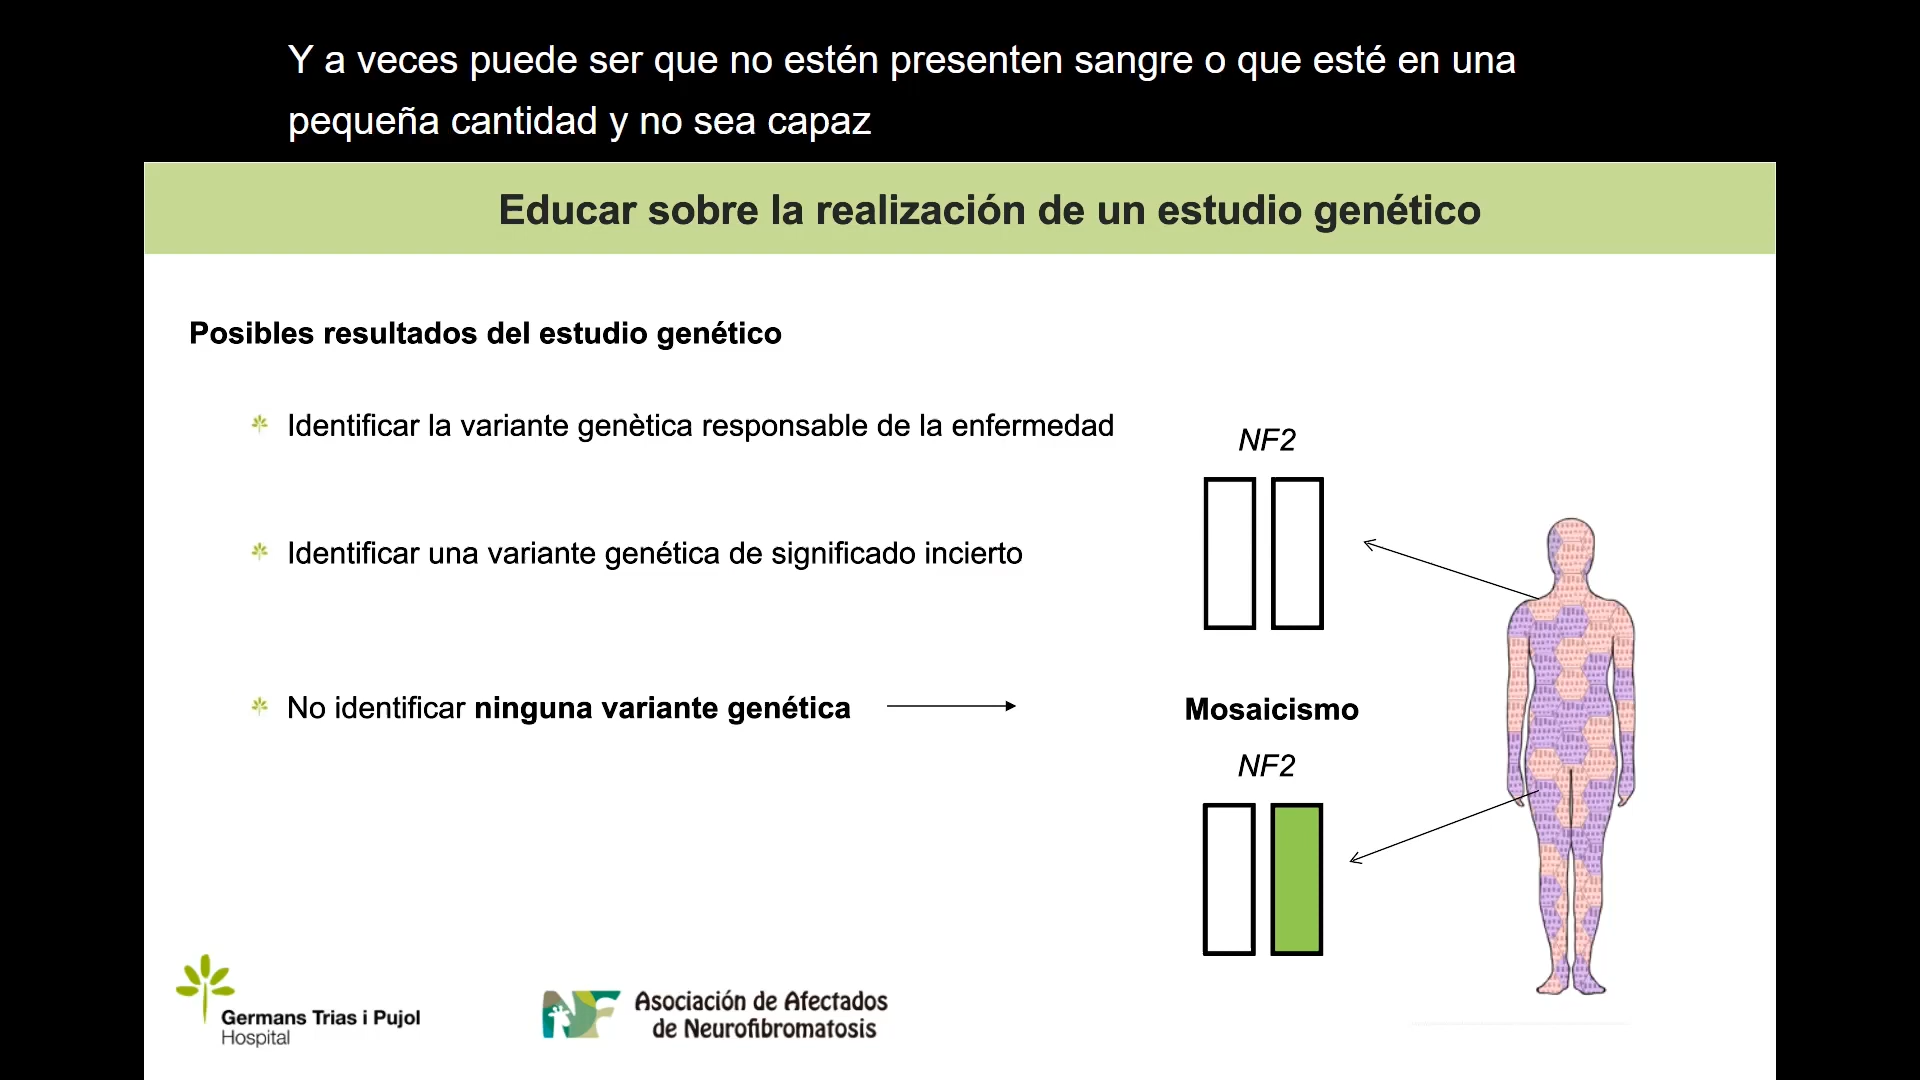 Y a veces puede ser que no estén presenten sangre o que esté en una
pequeña cantidad y no sea capaz
Educar sobre la realización de un estudio genético
Posibles resultados del estudio genético
Identificar la variante genètica responsable de la enfermedad
Identificar una variante genética de significado incierto
No identificar ninguna variante genética
NF2
Mosaicismo
NF2
Germans Trias i Pujol
Hospital
NF
Asociación de Afectados
de Neurofibromatosis